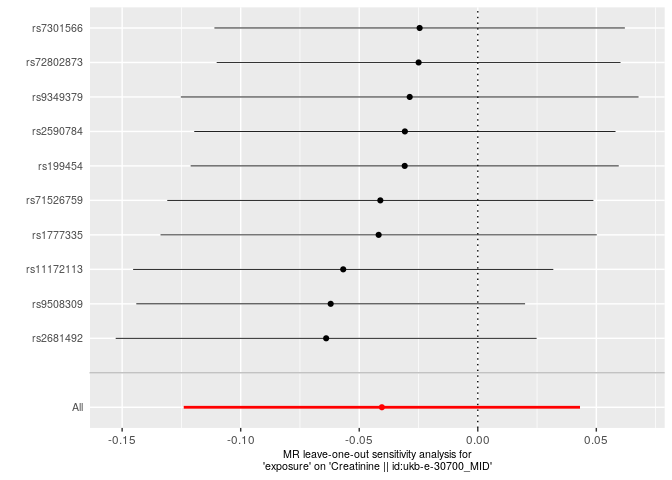 rs7301566
rs72802873
rs9349379
rs2590784
rs199454
rs71526759
rs1777335
rs11172113
rs9508309
rs2681492
All
-0.15 -0.10 -0.05 0.00 0.05
MR leave-one-out sensitivity analysis for
'exposure' on 'Creatinine || id:ukb-e-30700_MID'